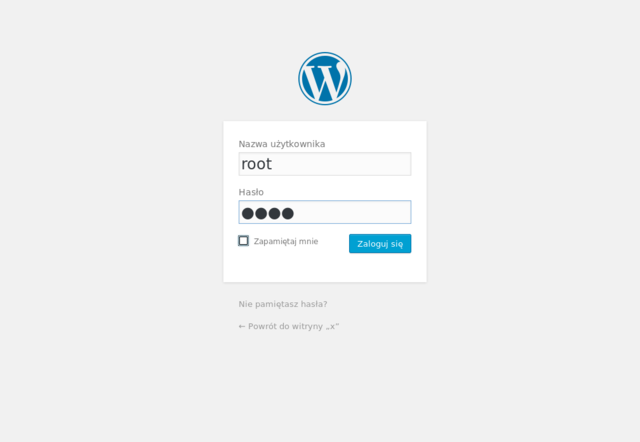 Nazwa użytkownika
root
Hasło
●●●●
Zapamiętaj mnie
Zaloguj się
Nie pamiętasz hasła?
← Powrót do witryny „x”